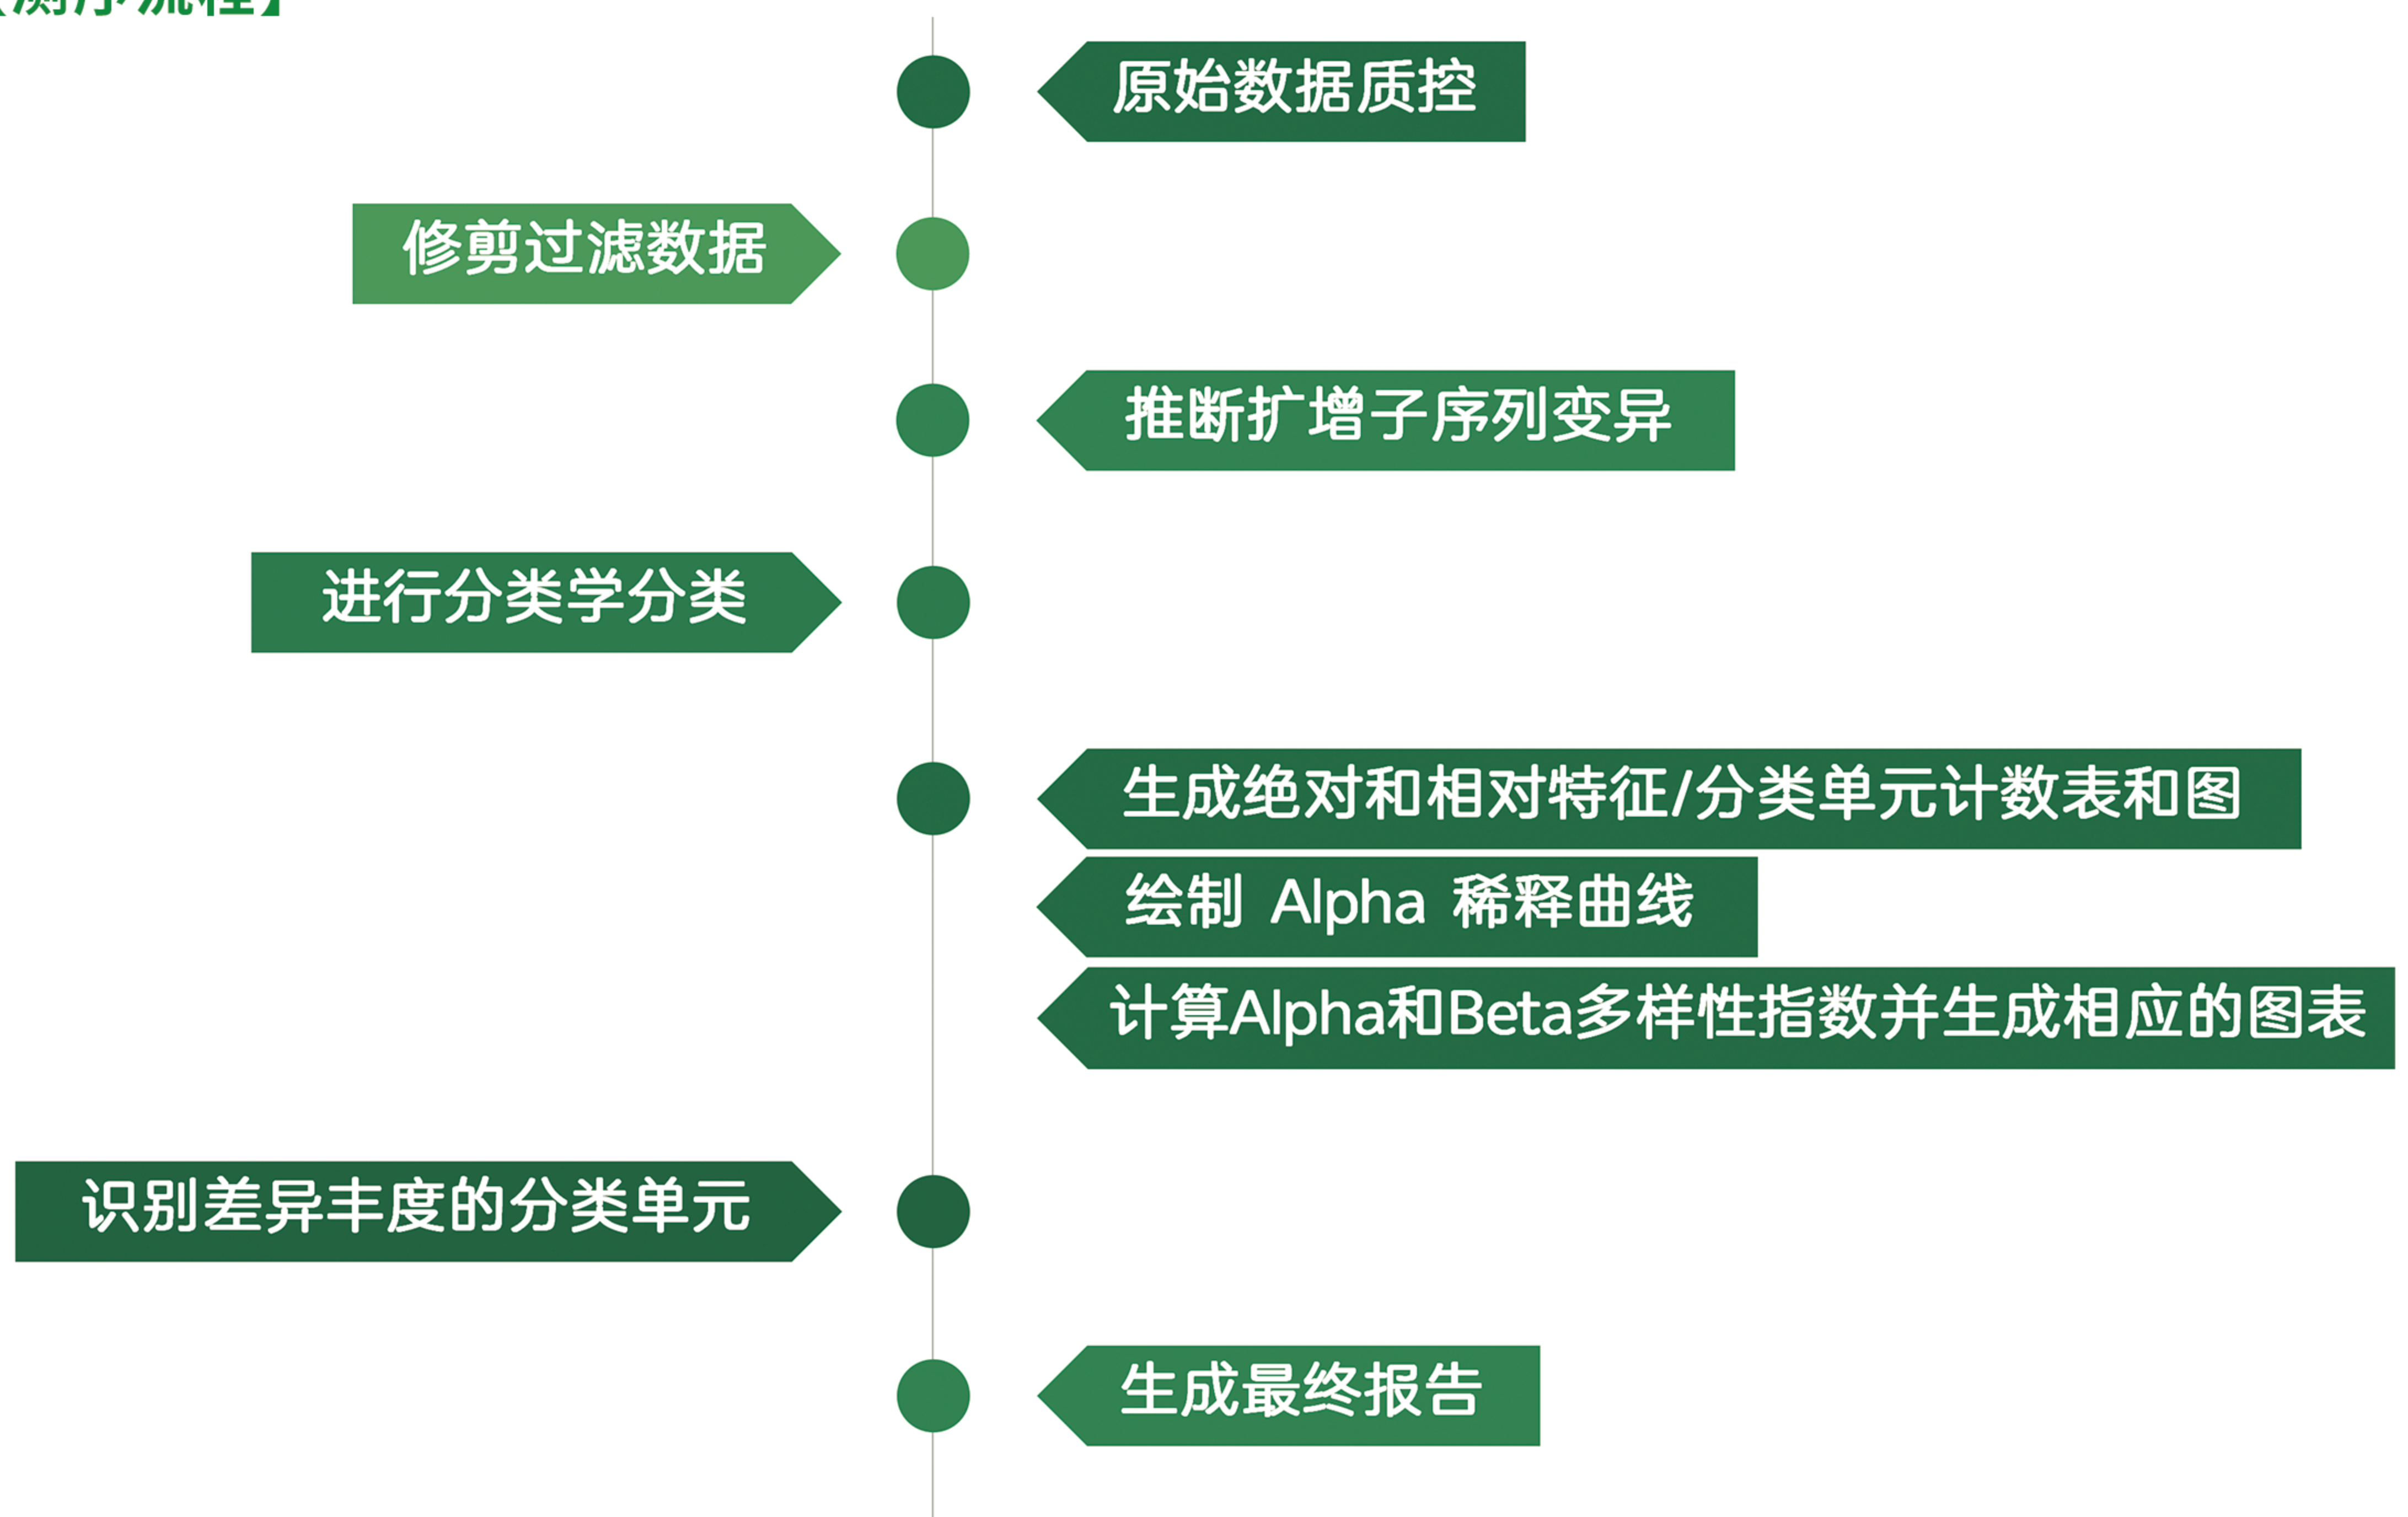 【测序流程】
原始数据质控
修剪过滤数据
推断扩增子序列变异
进行分类学分类
生成绝对和相对特征/分类单元计数表和图
绘制 Alpha 稀释曲线
计算Alpha和Beta多样性指数并生成相应的图表
识别差异丰度的分类单元
生成最终报告